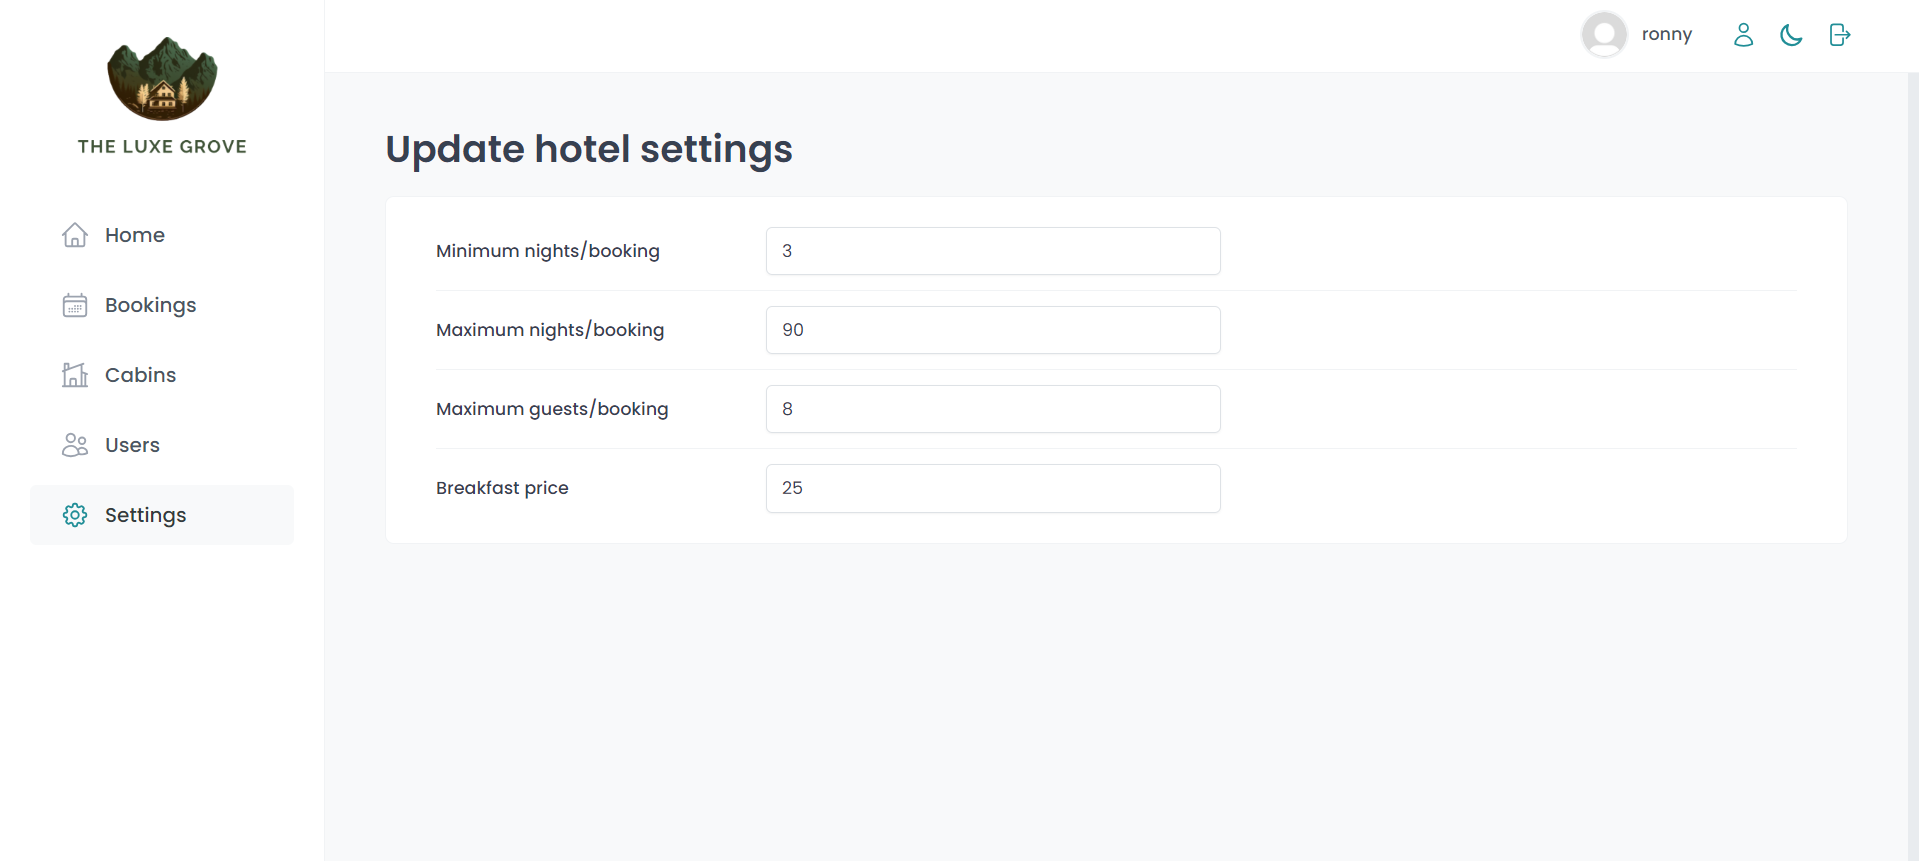 THE LUXE GROVE
Home
Bookings
Cabins
Users
Settings
ronny
Update hotel settings
Minimum nights/booking 3
Maximum nights/booking 90
Maximum guests/booking 8
Breakfast price 25